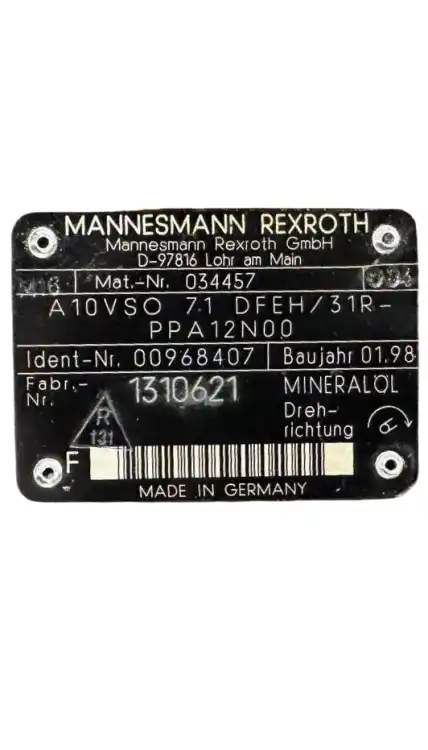 MANNESMANN REXROTH
Mannesmann Rexroth GmbH
D-97816 Lohr am Main
Mat.-Nr. 034457
A10VSO 71 DFEH/31R-
PPA12N00
Ident-Nr. 00968407 Baujahr 01.98
Fabr.-Nr. 1310621 MINERALÖL
R
131
Dreh-
richtung
F
MADE IN GERMANY